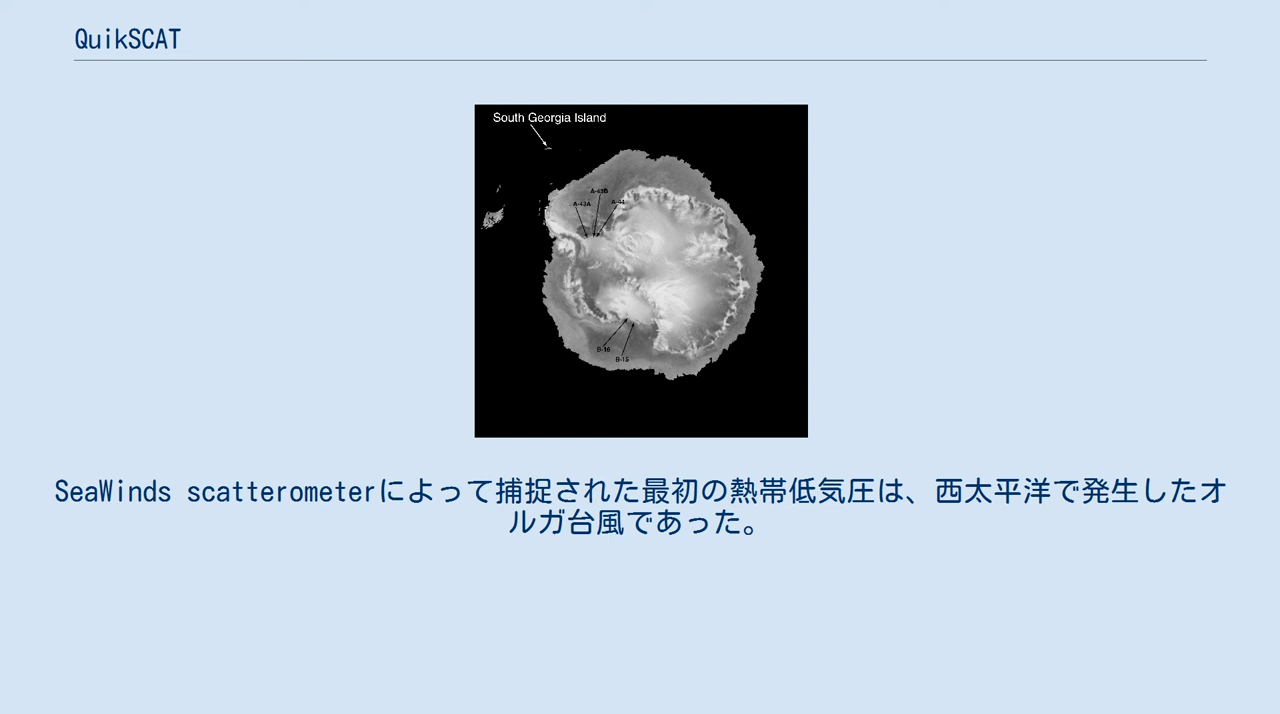 QuikSCAT
South Georgia Island
A-43B
A-43A
A-44
B-16
B-15
SeaWinds scatterometerによって捕捉された最初の熱帯低気圧は、西太平洋で発生したオ
ルガ台風であった。